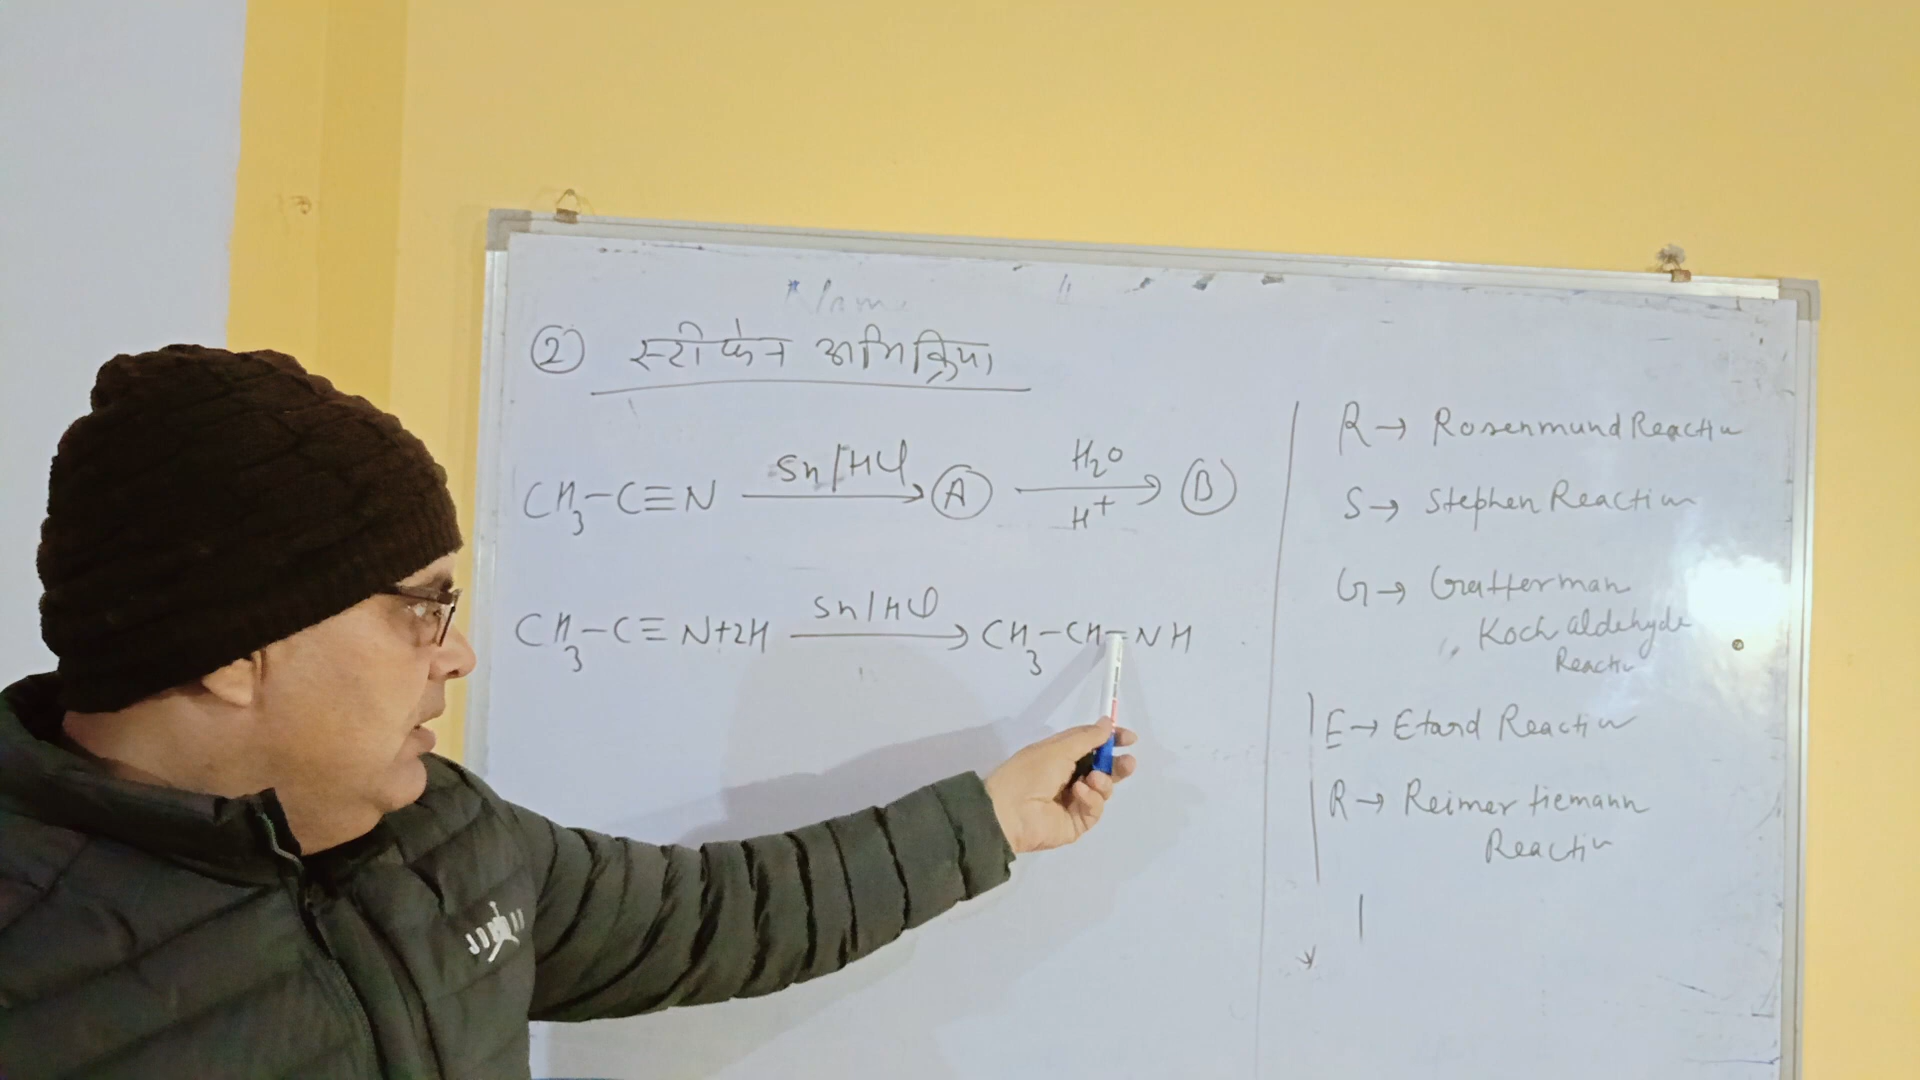 Name
② स्टीफेन अभिक्रिया
CH3-C≡N Sn/HCl → Ⓐ H2O H+ → Ⓑ
CH3-C≡N+2H Sn/HCl → CH3-CH=NH
R→ Rosenmund Reaction
S→ Stephen Reaction
G→ Gatterman
Koch aldehyde
Reaction
E→ Etard Reaction
R→ Reimer tiemann
Reaction
JORDAN